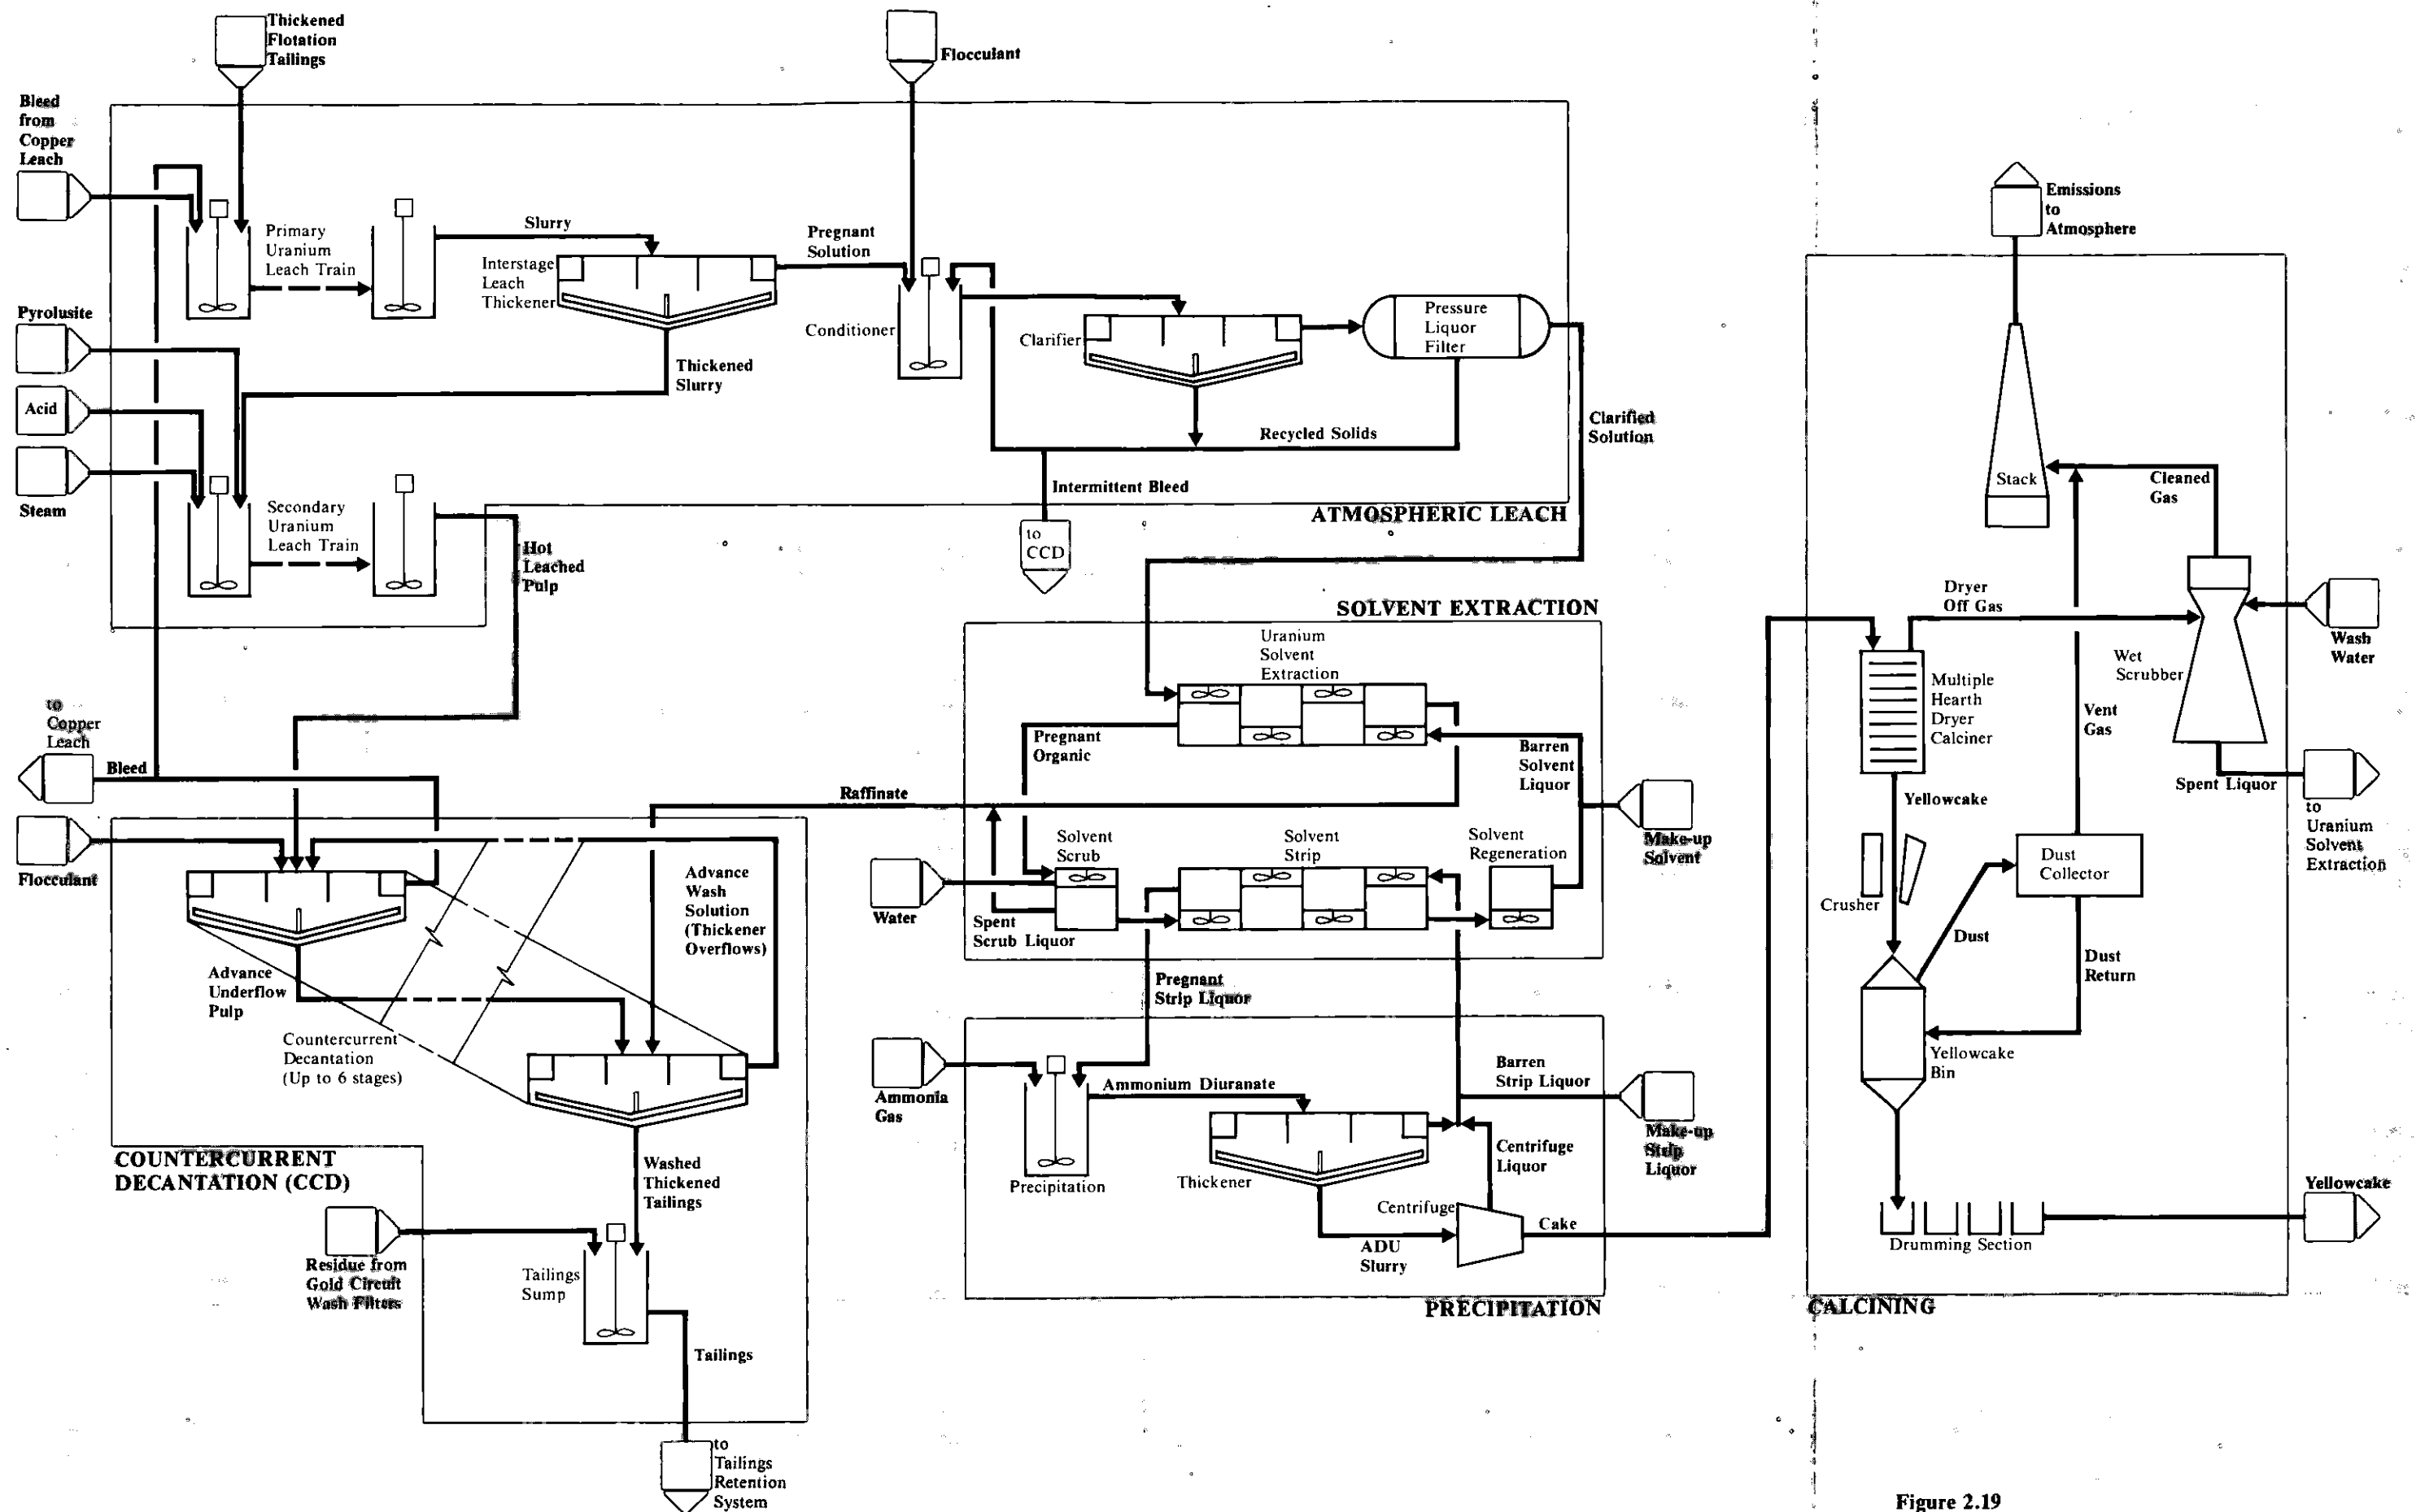 Thickened
Flotation
Tailings
Flocculant
Bleed
from
Copper
Leach
Primary
Uranium
Leach Train
Slurry
Interstage
Leach
Thickener
Pregnant
Solution
Conditioner
Clarifier
Pressure
Liquor
Filter
Pyrolusite
Acid
Steam
Thickened
Slurry
Recycled Solids
Clarified
Solution
Intermittent Bleed
to
CCD
ATMOSPHERIC LEACH
Secondary
Uranium
Leach Train
Hot
Leached
Pulp
to
Copper
Leach
Bleed
Flocculant
Advance
Underflow
Pulp
Countercurrent
Decantation
(Up to 6 stages)
Advance
Wash
Solution
(Thickener
Overflows)
COUNTERCURRENT
DECANTATION (CCD)
Washed
Thickened
Tailings
Residue from
Gold Circuit
Wash Filters
Tailings
Sump
Tailings
to
Tailings
Retention
System
SOLVENT EXTRACTION
Uranium
Solvent
Extraction
Pregnant
Organic
Barren
Solvent
Liquor
Raffinate
Make-up
Solvent
Solvent
Scrub
Solvent
Strip
Solvent
Regeneration
Water
Spent
Scrub Liquor
Pregnant
Strip Liquor
Ammonia
Gas
Ammonium Diuranate
Barren
Strip Liquor
Make-up
Strip
Liquor
Precipitation
Thickener
Centrifuge
Liquor
Centrifuge
ADU
Slurry
Cake
PRECIPITATION
Emissions
to
Atmosphere
Stack
Cleaned
Gas
Dryer
Off Gas
Wash
Water
Wet
Scrubber
Multiple
Hearth
Dryer
Calciner
Vent
Gas
Spent Liquor
to
Uranium
Solvent
Extraction
Yellowcake
Crusher
Dust
Collector
Dust
Dust
Return
Yellowcake
Bin
Yellowcake
Drumming Section
CALCINING
Figure 2.19